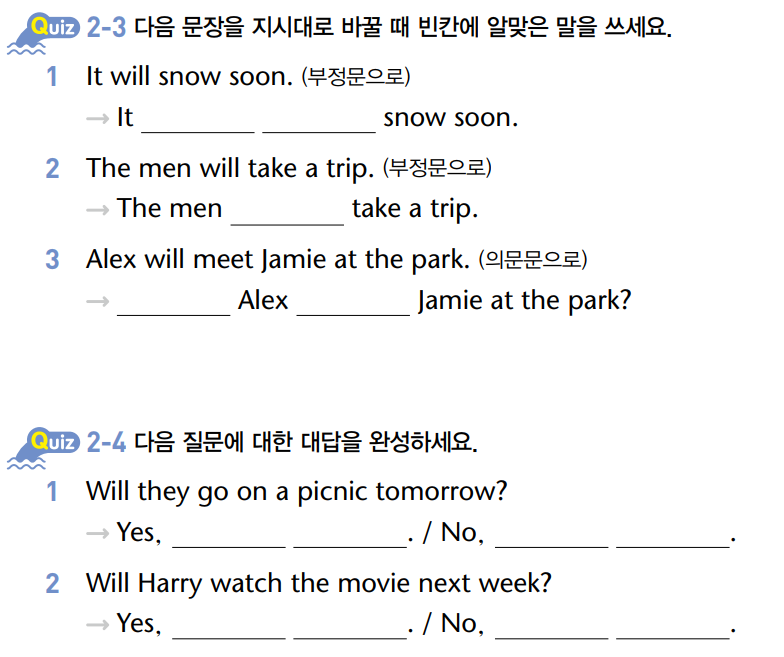 Quiz 2-3 다음 문장을 지시대로 바꿀 때 빈칸에 알맞은 말을 쓰세요.
1 It will snow soon. (부정문으로)
→ It ________ ________ snow soon.
2 The men will take a trip. (부정문으로)
→ The men ________ take a trip.
3 Alex will meet Jamie at the park. (의문문으로)
→ ________ Alex ________ Jamie at the park?
Quiz 2-4 다음 질문에 대한 대답을 완성하세요.
1 Will they go on a picnic tomorrow?
→ Yes, ________ ________. / No, ________ ________.
2 Will Harry watch the movie next week?
→ Yes, ________ ________. / No, ________ ________.